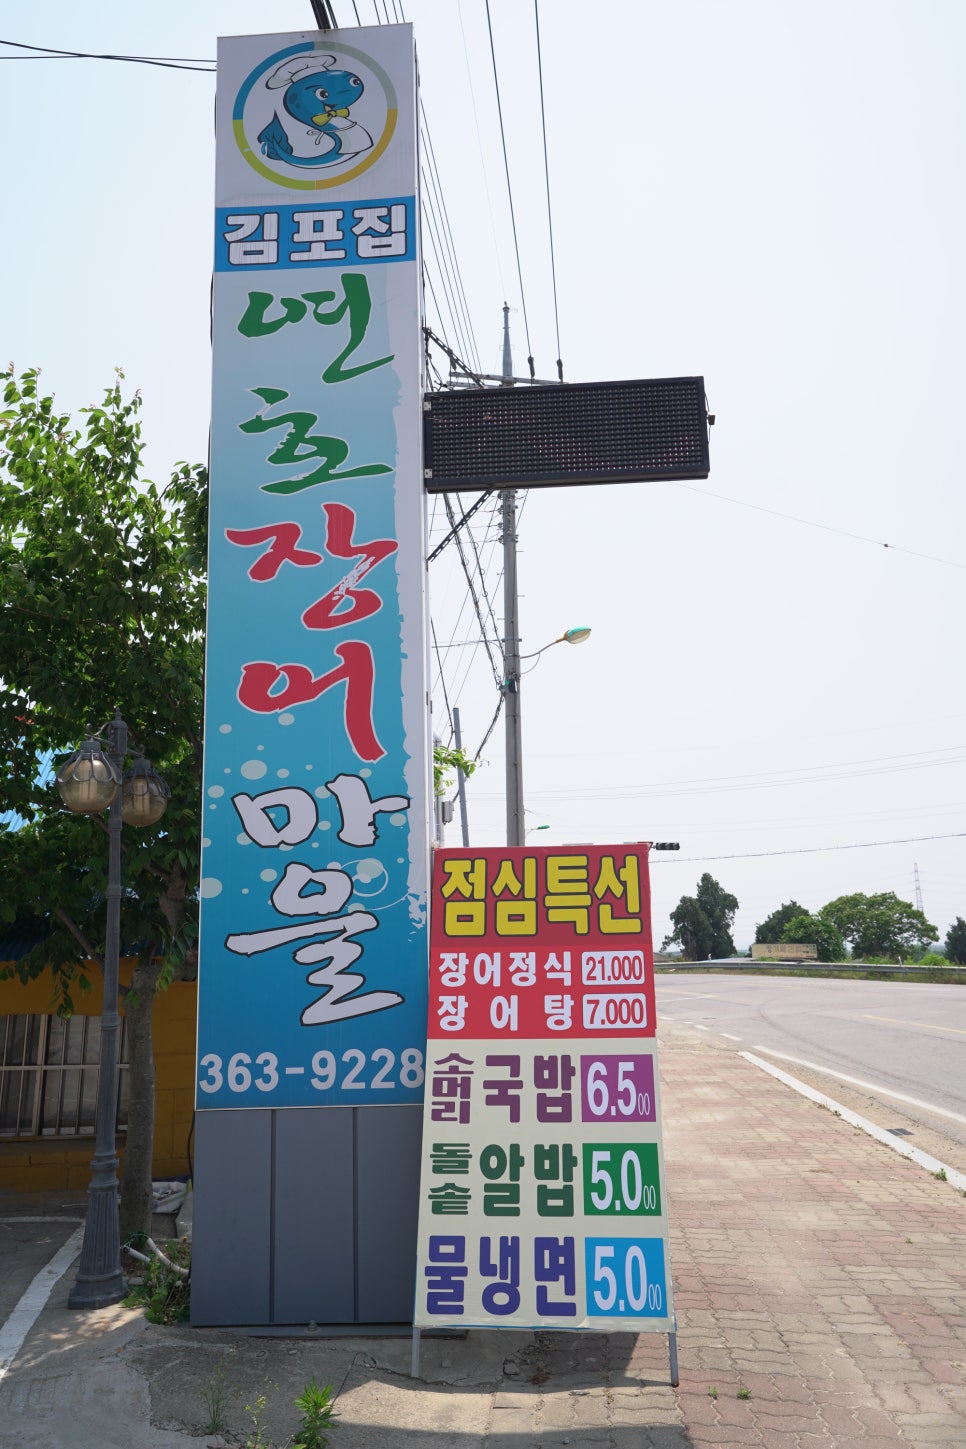 김포집
면호장어마을
363-9228
점심특선
장어정식 21.000
장어탕 7.000
소머리국밥 6.500
돌솥알밥 5.000
물냉면 5.000